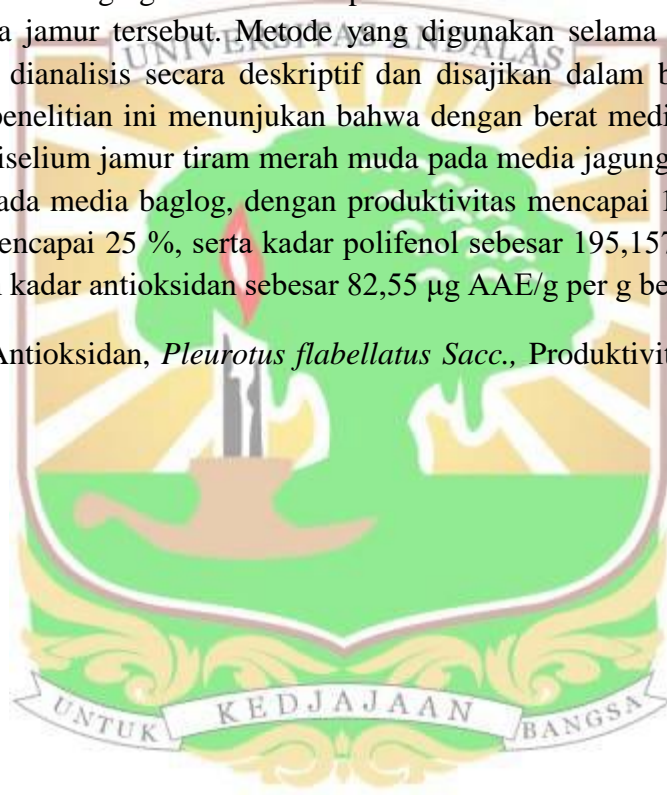 a jamur tersebut. Metode yang digunakan selama
UNIVERSITAS ANDALAS
dianalisis secara deskriptif dan disajikan dalam b
penelitian ini menunjukan bahwa dengan berat medi
iselium jamur tiram merah muda pada media jagung
ada media baglog, dengan produktivitas mencapai 1
encapai 25 %, serta kadar polifenol sebesar 195,157
kadar antioksidan sebesar 82,55 µg AAE/g per g be
Antioksidan, Pleurotus flabellatus Sacc., Produktivit
UNTUK KEDJAJAAN BANGSA